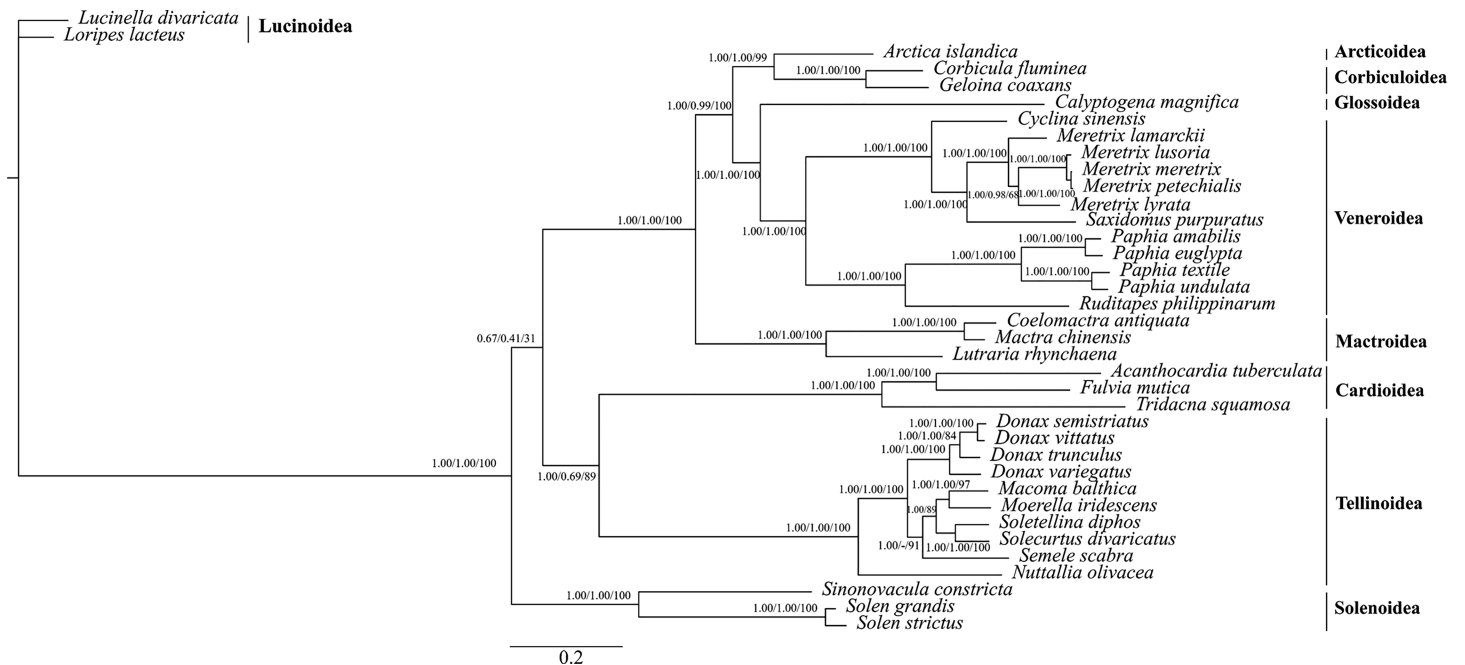 Lucinella divaricata
Loripes lacteus
Lucinoidea
1.00/1.00/99
Arctica islandica
Arcticoidea
1.00/1.00/100
Corbicula fluminea
Geloina coaxans
Corbiculoidea
1.00/0.99/100
Calyptogena magnifica
Glossoidea
Cyclina sinensis
1.00/1.00/100
Meretrix lamarckii
1.00/1.00/100
Meretrix lusoria
1.00/1.00/100
Meretrix meretrix
1.00/1.00/100
Meretrix petechialis
1.00/0.98/68
1.00/1.00/100
Meretrix lyrata
1.00/1.00/100
Saxidomus purpuratus
Veneroidea
1.00/1.00/100
1.00/1.00/100
Paphia amabilis
1.00/1.00/100
Paphia euglypta
1.00/1.00/100
Paphia textile
1.00/1.00/100
Paphia undulata
1.00/1.00/100
Ruditapes philippinarum
Coelomactra antiquata
1.00/1.00/100
Mactra chinensis
1.00/1.00/100
Lutraria rhynchaena
Mactroidea
0.67/0.41/31
Acanthocardia tuberculata
1.00/1.00/100
Fulvia mutica
1.00/1.00/100
Tridacna squamosa
Cardioidea
Donax semistriatus
1.00/1.00/100
Donax vittatus
1.00/1.00/84
Donax trunculus
1.00/1.00/100
Donax variegatus
1.00/1.00/100
1.00/0.69/89
Macoma balthica
1.00/1.00/97
Moerella iridescens
1.00/89
Soletellina diphos
Solecurtus divaricatus
1.00/1.00/100
1.00/-/91
Semele scabra
1.00/1.00/100
Nuttallia olivacea
Tellinoidea
1.00/1.00/100
Sinonovacula constricta
1.00/1.00/100
Solen grandis
1.00/1.00/100
Solen strictus
Solenoidea
0.2